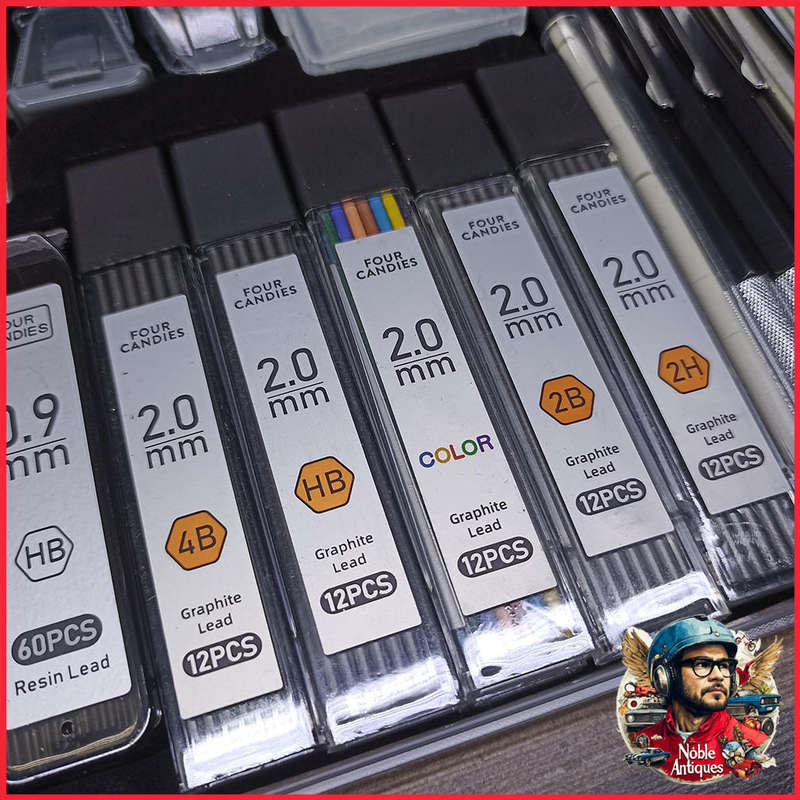 FOUR
CANDIES
0.9
mm
HB
60PCS
Resin Lead
FOUR
CANDIES
2.0
mm
4B
Graphite
Lead
12PCS
FOUR
CANDIES
2.0
mm
HB
Graphite
Lead
12PCS
FOUR
CANDIES
2.0
mm
COLOR
Graphite
Lead
12PCS
FOUR
CANDIES
2.0
mm
2B
Graphite
Lead
12PCS
FOUR
CANDIES
2.0
mm
2H
Graphite
Lead
12PCS
Noble
Antiques